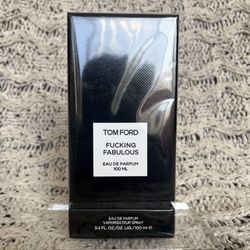 TOM FORD
FUCKING
FABULOUS
EAU DE PARFUM
100 ML
EAU DE PARFUM
VAPORISATEUR SPRAY
3.4 FL.OZ./OZ. LIQ./100 ml ℮